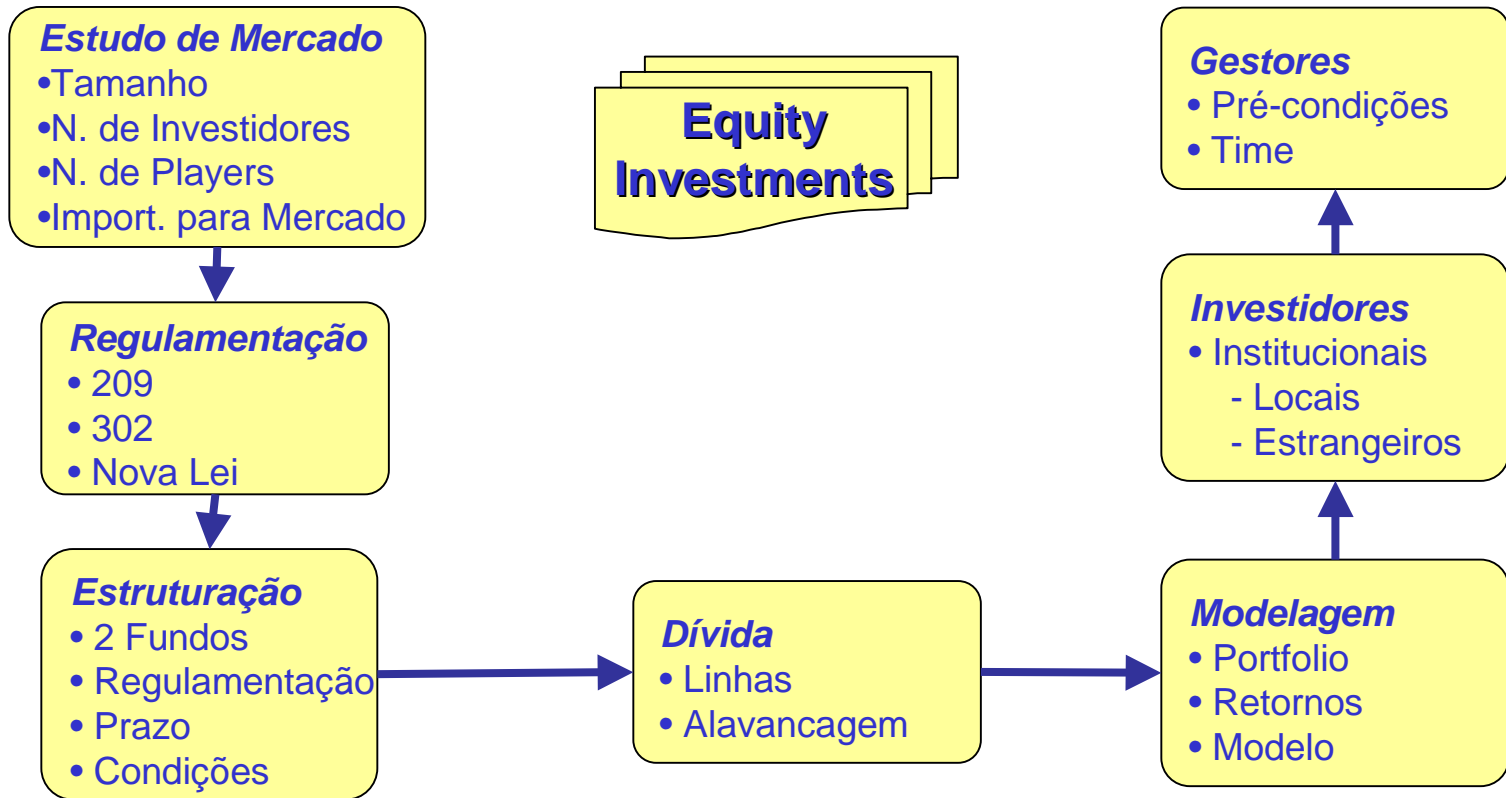 Estudo de Mercado
•Tamanho
•N. de Investidores
•N. de Players
•Import. para Mercado
Equity
Investments
Gestores
• Pré-condições
• Time
Regulamentação
• 209
• 302
• Nova Lei
Investidores
• Institucionais
- Locais
- Estrangeiros
Estruturação
• 2 Fundos
• Regulamentação
• Prazo
• Condições
Dívida
• Linhas
• Alavancagem
Modelagem
• Portfolio
• Retornos
• Modelo